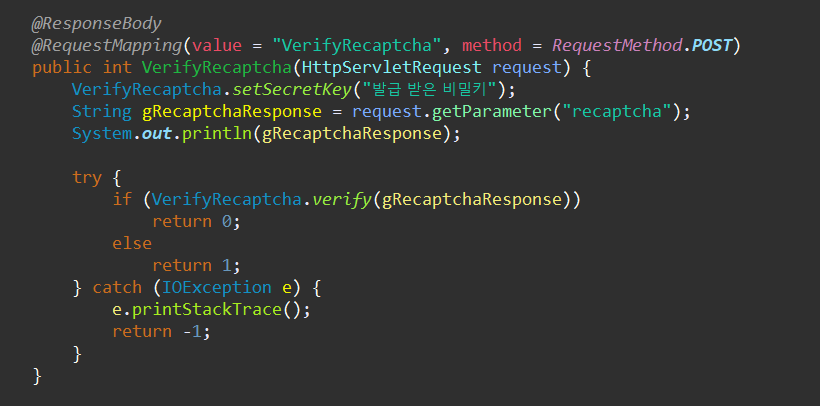 @ResponseBody
@RequestMapping(value = "VerifyRecaptcha", method = RequestMethod.POST)
public int VerifyRecaptcha(HttpServletRequest request) {
    VerifyRecaptcha.setSecretKey("발급 받은 비밀키");
    String gRecaptchaResponse = request.getParameter("recaptcha");
    System.out.println(gRecaptchaResponse);

    try {
        if (VerifyRecaptcha.verify(gRecaptchaResponse))
            return 0;
        else
            return 1;
    } catch (IOException e) {
        e.printStackTrace();
        return -1;
    }
}